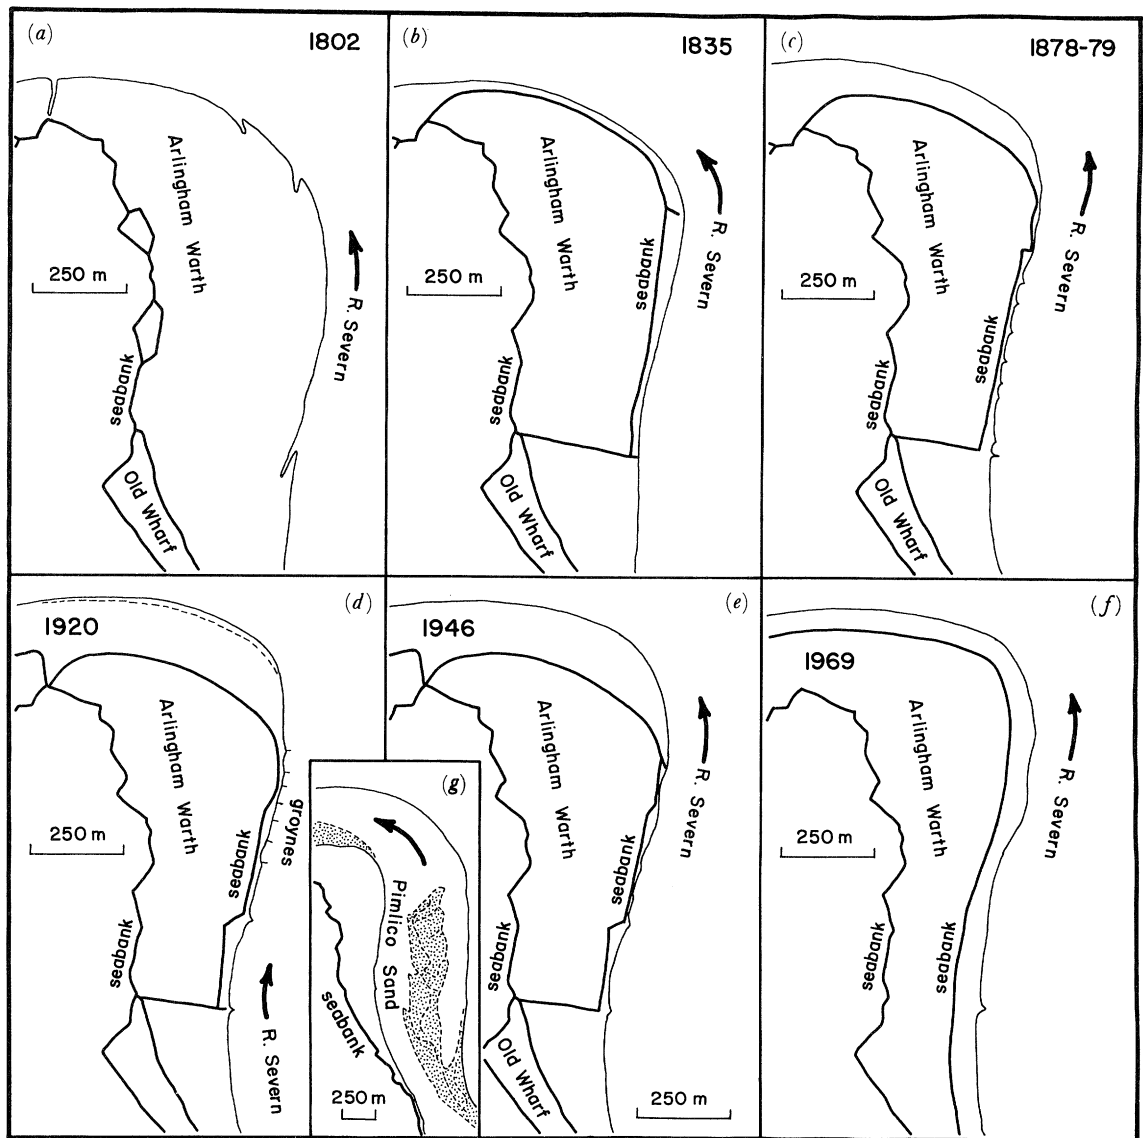 (a)
1802
Arlingham Warth
250 m
R. Severn
seabank
Old Wharf
(b)
1835
Arlingham Warth
R. Severn
250 m
seabank
seabank
Old Wharf
(c)
1878-79
Arlingham Warth
R. Severn
250 m
seabank
seabank
Old Wharf
(d)
1920
Arlingham Warth
250 m
groynes
seabank
seabank
R. Severn
(g)
Pimlico Sand
seabank
250 m
(e)
1946
Arlingham Warth
R. Severn
seabank
Old Wharf
250 m
(f)
1969
Arlingham Warth
R. Severn
250 m
seabank
seabank